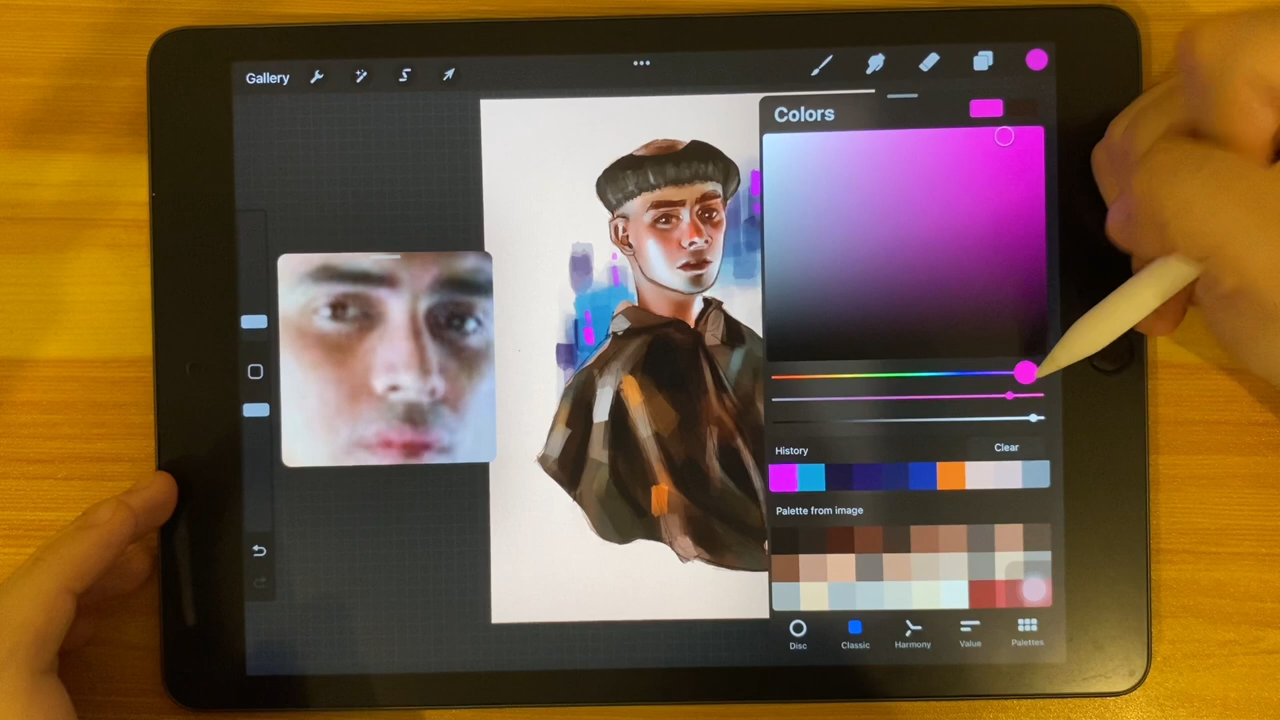 Gallery
Colors
History Clear
Palette from image
Disc Classic Harmony Value Palettes